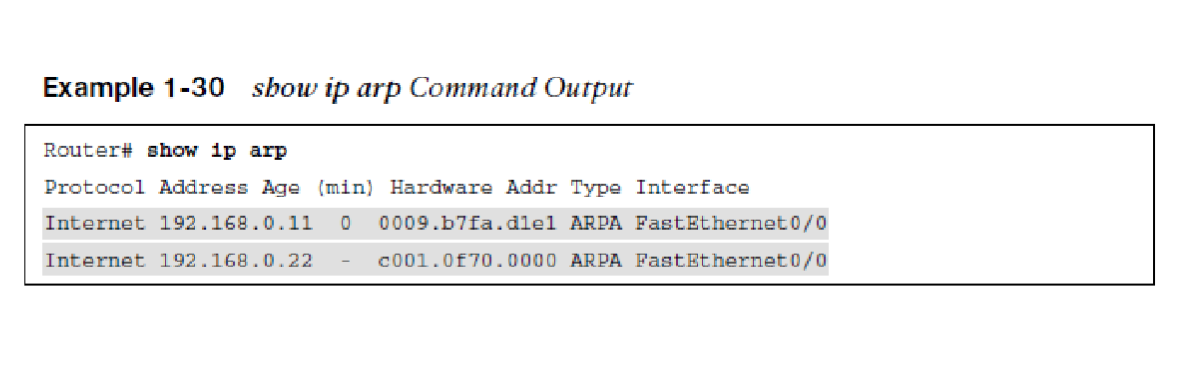 Example 1-30 show ip arp Command Output
Router# show ip arp
Protocol Address Age (min) Hardware Addr Type Interface
Internet 192.168.0.11 0 0009.b7fa.d1e1 ARPA FastEthernet0/0
Internet 192.168.0.22 - c001.0f70.0000 ARPA FastEthernet0/0